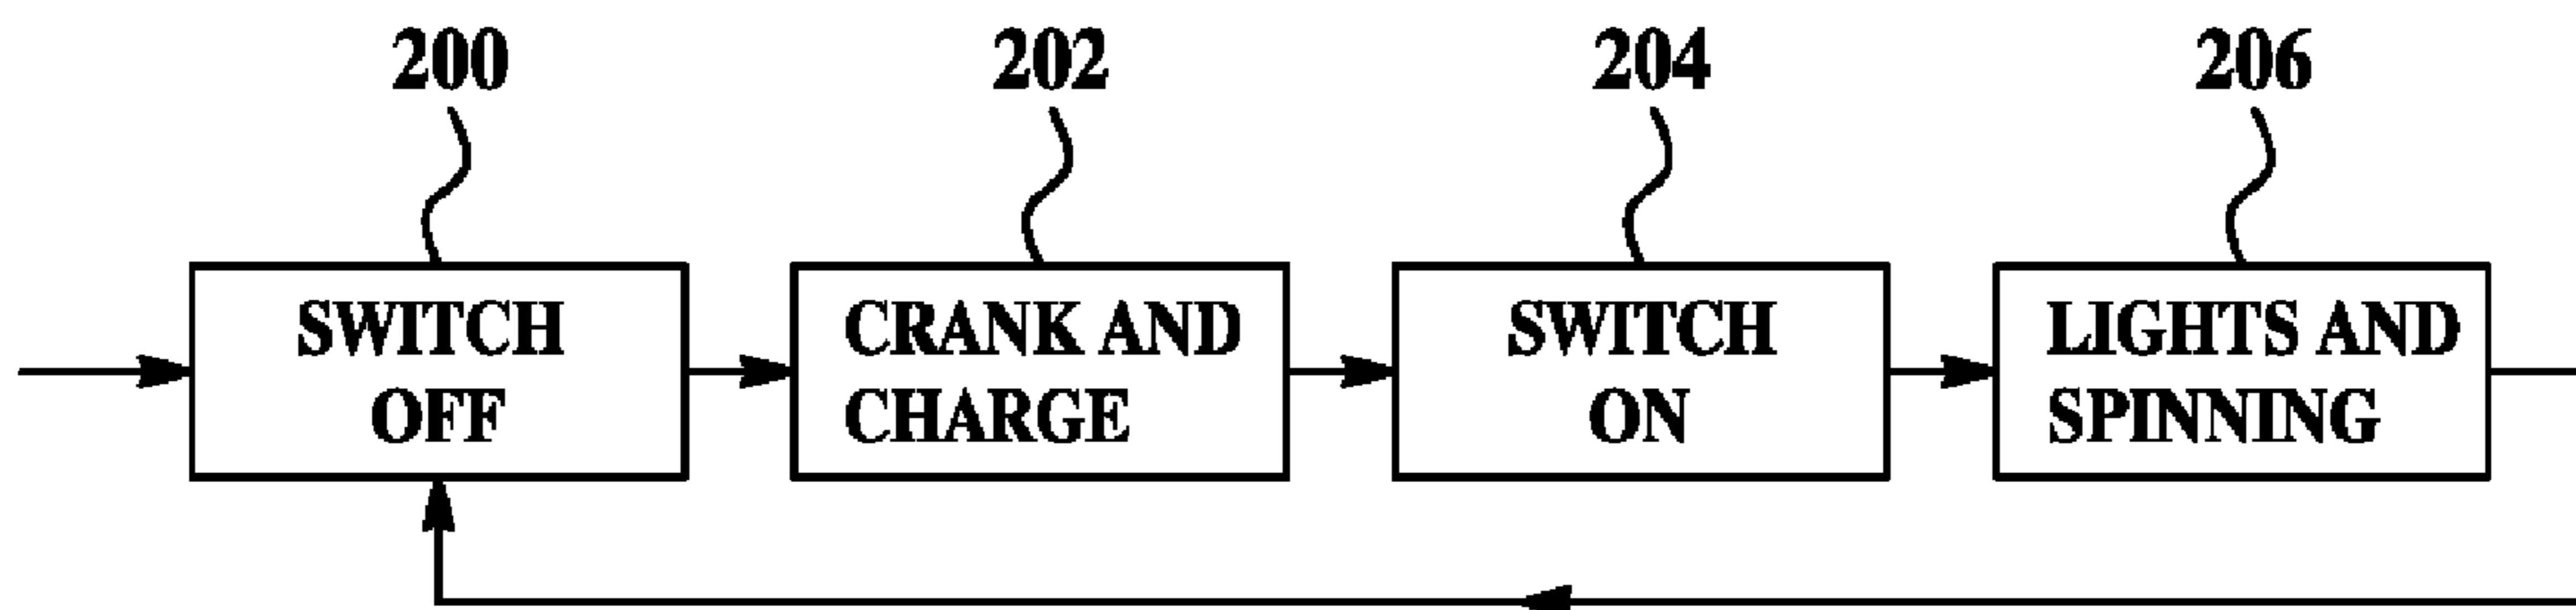 200 202 204 206
SWITCH OFF
CRANK AND CHARGE
SWITCH ON
LIGHTS AND SPINNING